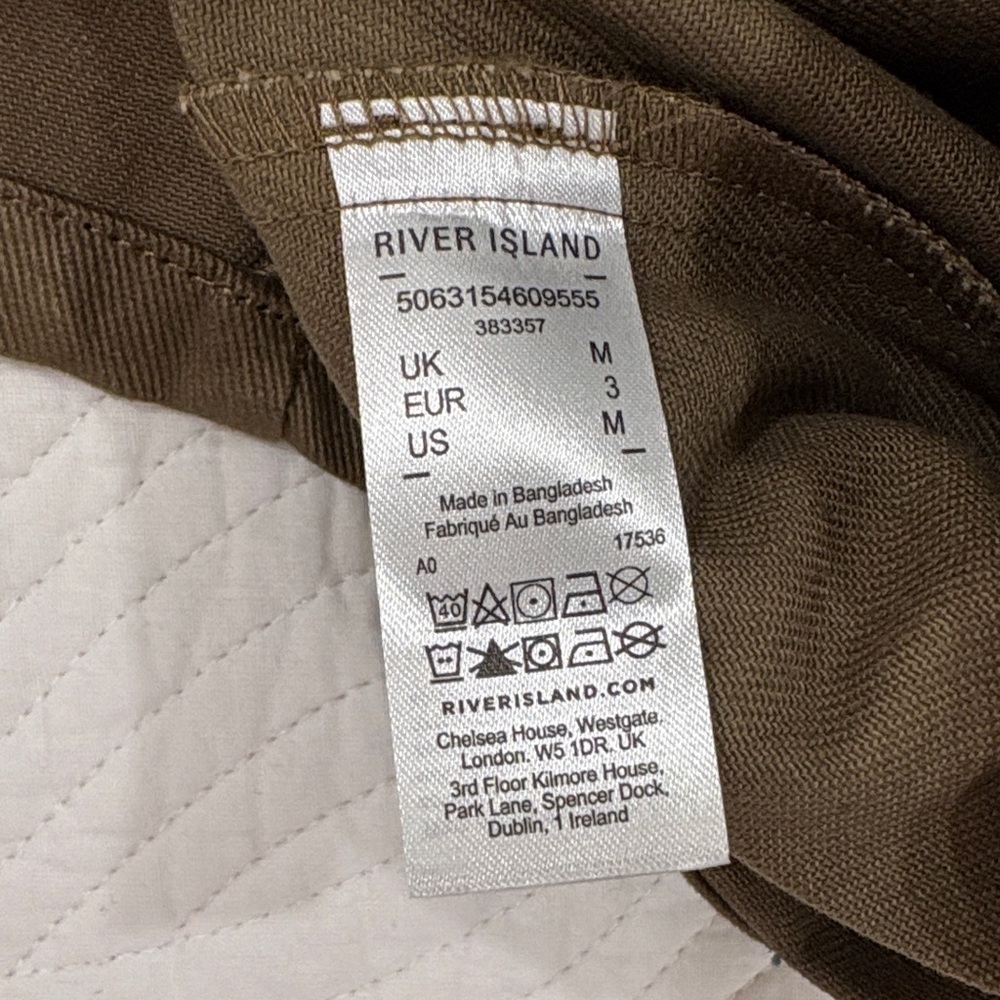 RIVER ISLAND
5063154609555
383357
UK M
EUR 3
US M
Made in Bangladesh
Fabriqué Au Bangladesh
A0 17536
40
RIVERISLAND.COM
Chelsea House, Westgate.
London. W5 1DR. UK
3rd Floor Kilmore House,
Park Lane, Spencer Dock,
Dublin, 1 Ireland